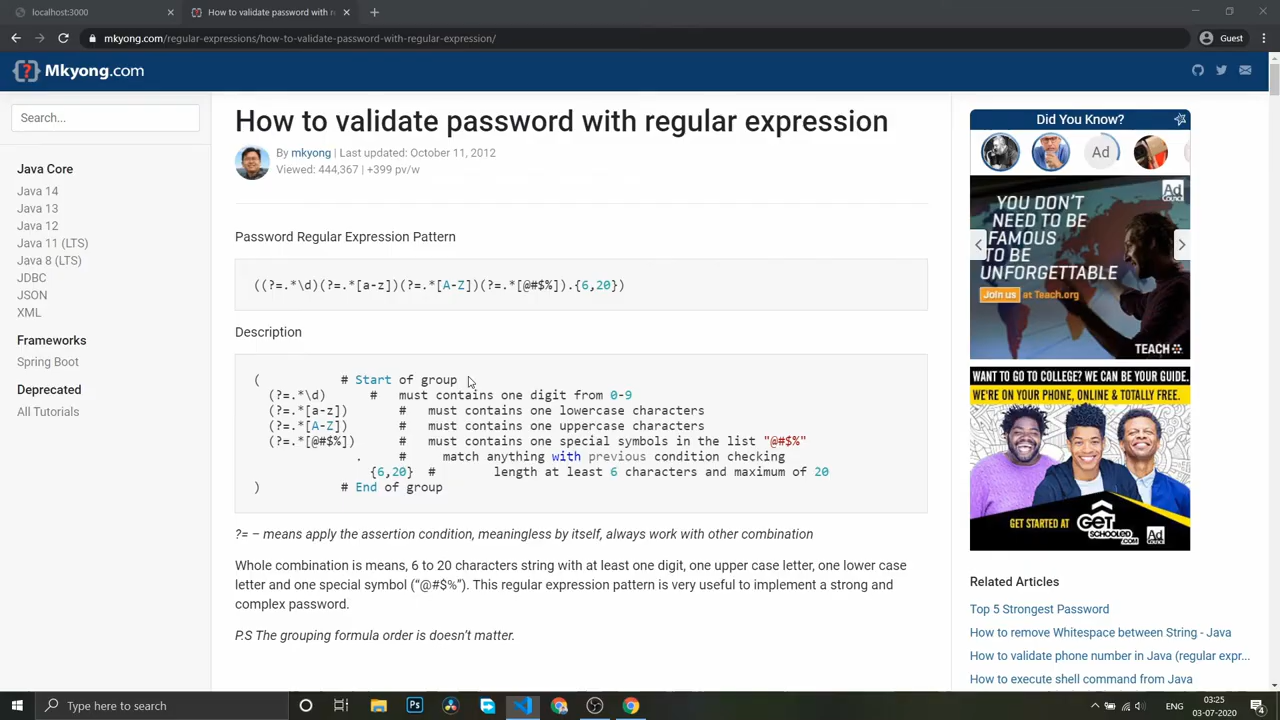 localhost:3000
How to validate password with r
mkyong.com/regular-expressions/how-to-validate-password-with-regular-expression/
Guest
Mkyong.com
Search...
Java Core
Java 14
Java 13
Java 12
Java 11 (LTS)
Java 8 (LTS)
JDBC
JSON
XML
Frameworks
Spring Boot
Deprecated
All Tutorials
How to validate password with regular expression
By mkyong | Last updated: October 11, 2012
Viewed: 444,367 | +399 pv/w
Password Regular Expression Pattern
((?=.*\d)(?=.*[a-z])(?=.*[A-Z])(?=.*[@#$%]).{6,20})
Description
( # Start of group
(?=.*\d) # must contains one digit from 0-9
(?=.*[a-z]) # must contains one lowercase characters
(?=.*[A-Z]) # must contains one uppercase characters
(?=.*[@#$%]) # must contains one special symbols in the list "@#$%"
. # match anything with previous condition checking
{6,20} # length at least 6 characters and maximum of 20
) # End of group
?= – means apply the assertion condition, meaningless by itself, always work with other combination
Whole combination is means, 6 to 20 characters string with at least one digit, one upper case letter, one lower case
letter and one special symbol (“@#$%”). This regular expression pattern is very useful to implement a strong and
complex password.
P.S The grouping formula order is doesn’t matter.
Did You Know?
Ad
Ad Council
YOU DON'T
NEED TO BE
FAMOUS
TO BE
UNFORGETTABLE
Join us at Teach.org
TEACH
WANT TO GO TO COLLEGE? WE CAN BE YOUR GUIDE.
WE'RE ON YOUR PHONE, ONLINE & TOTALLY FREE.
GET STARTED AT GET SCHOOLED.COM
Ad Council
Related Articles
Top 5 Strongest Password
How to remove Whitespace between String - Java
How to validate phone number in Java (regular expr...
How to execute shell command from Java
Type here to search
ENG
03:25
03-07-2020
4